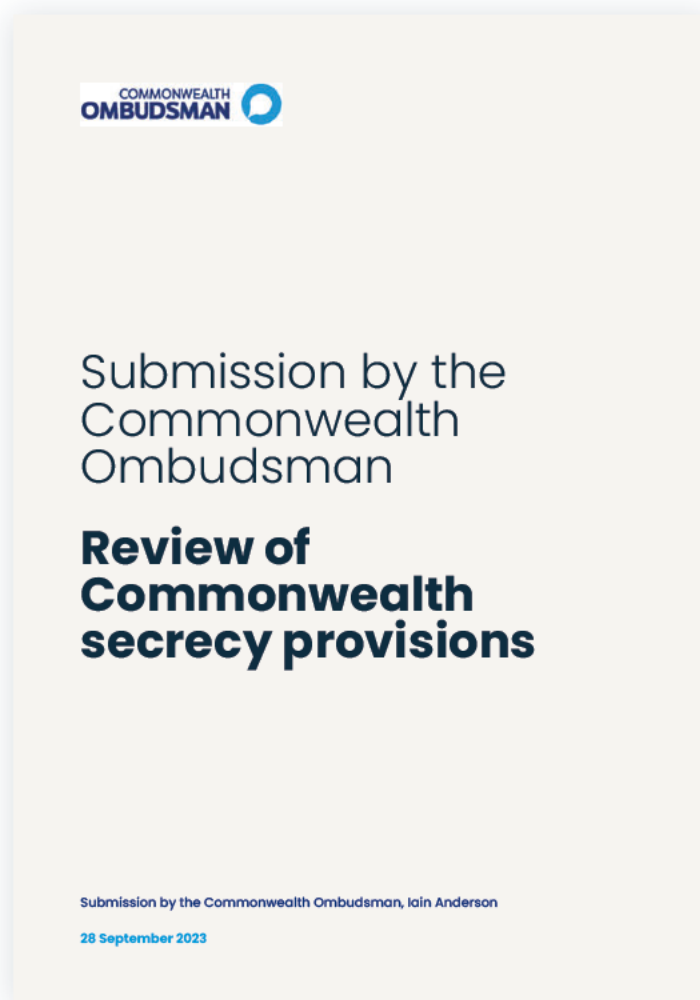 COMMONWEALTH
OMBUDSMAN
Submission by the
Commonwealth
Ombudsman
Review of
Commonwealth
secrecy provisions
Submission by the Commonwealth Ombudsman, Iain Anderson
28 September 2023